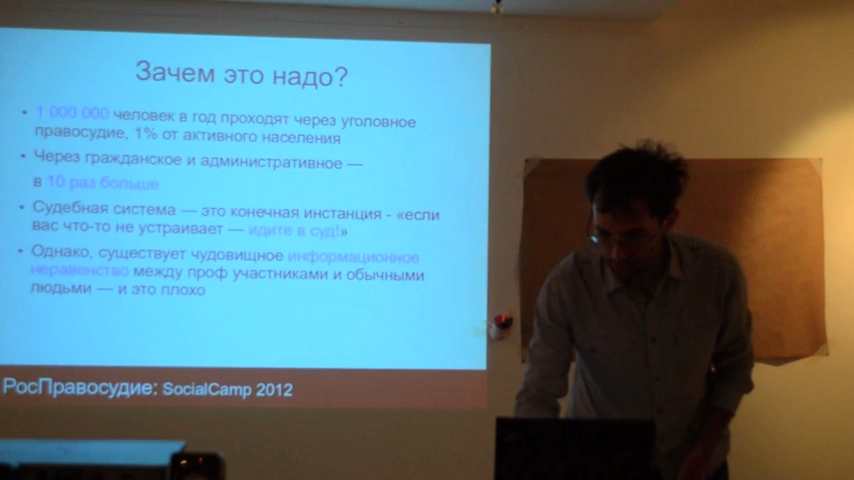 Зачем это надо?
• 1 000 000 человек в год проходят через уголовное
правосудие, 1% от активного населения
• Через гражданское и административное —
в 10 раз больше
• Судебная система — это конечная инстанция - «если
вас что-то не устраивает — идите в суд!»
• Однако, существует чудовищное информационное
неравенство между проф участниками и обычными
людьми — и это плохо
РосПравосудие: SocialCamp 2012